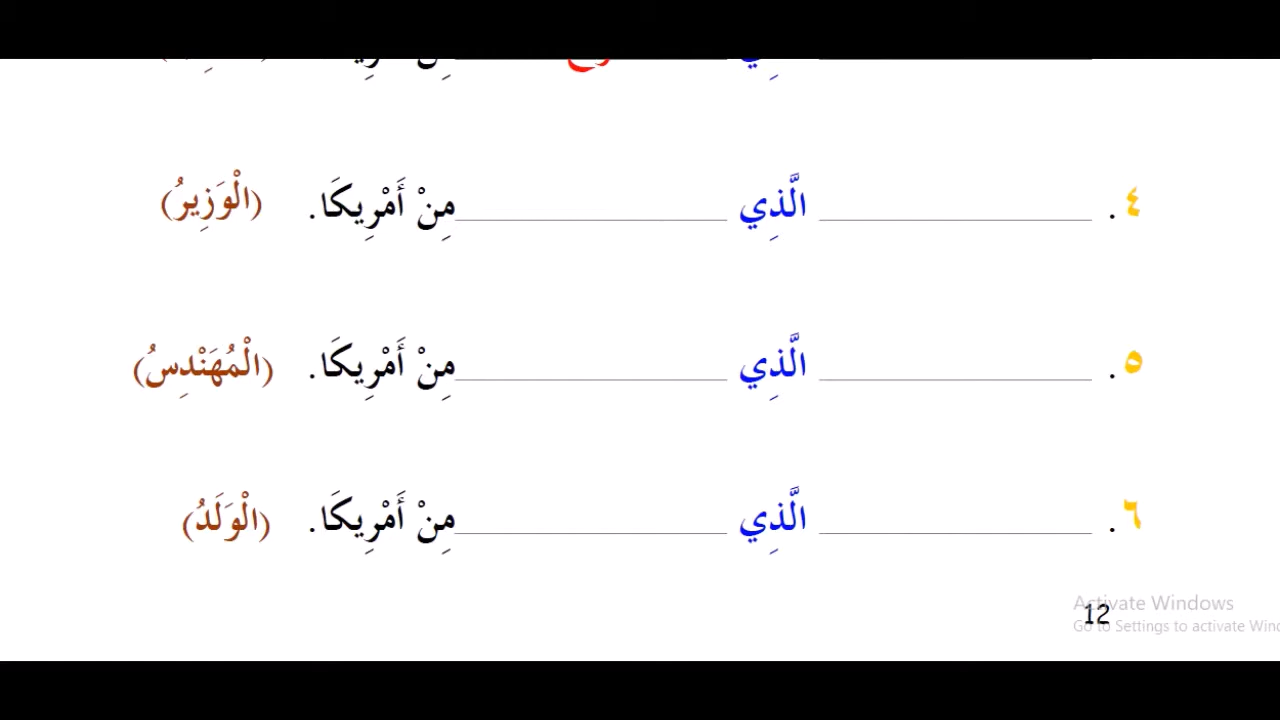 ٤. ________ الَّذِي ________ مِنْ أَمْرِيكَا. (الْوَزِيرُ)
٥. ________ الَّذِي ________ مِنْ أَمْرِيكَا. (الْمُهَنْدِسُ)
٦. ________ الَّذِي ________ مِنْ أَمْرِيكَا. (الْوَلَدُ)
Activate Windows
12
Go to Settings to activate